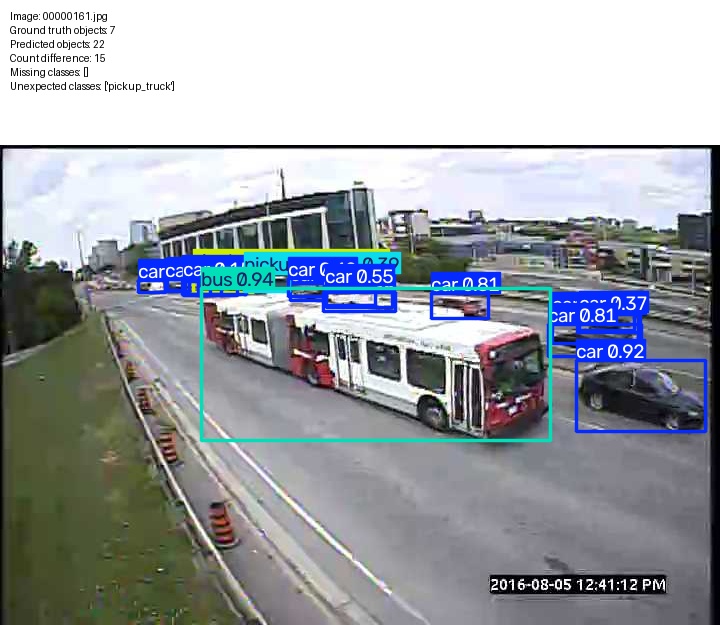 Image: 00000161.jpg
Ground truth objects: 7
Predicted objects: 22
Count difference: 15
Missing classes: []
Unexpected classes: ['pickup_truck']
car
bus 0.94
car 0.55
car 0.81
car 0.37
car 0.81
car 0.92
2016-08-05 12:41:12 PM